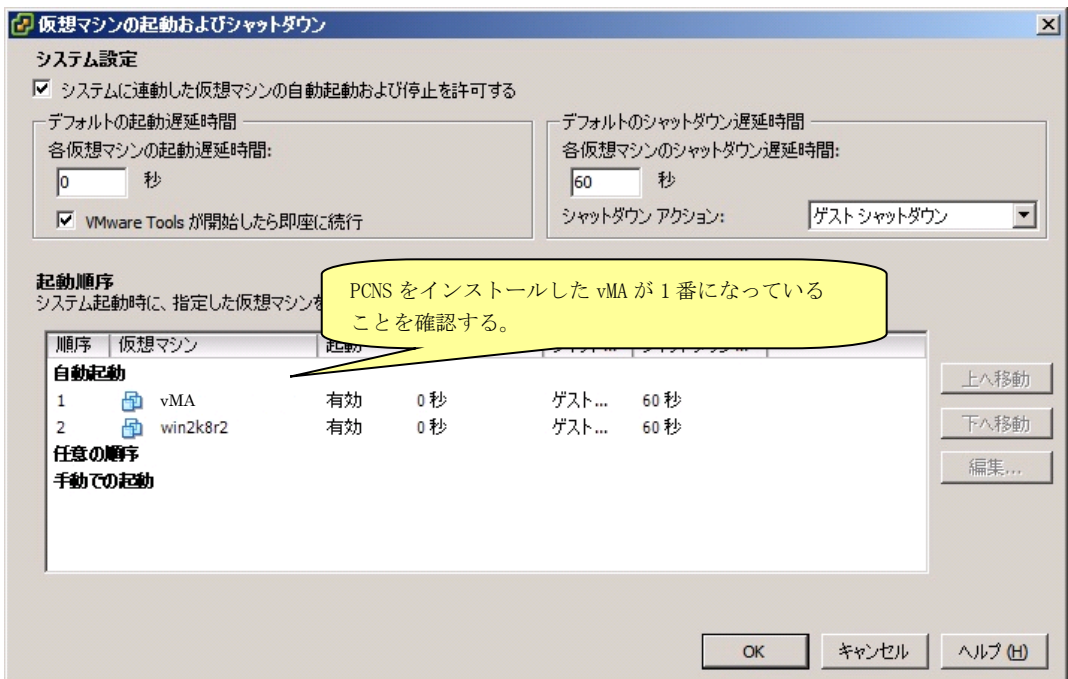 仮想マシンの起動およびシャットダウン
システム設定
システムに連動した仮想マシンの自動起動および停止を許可する
デフォルトの起動遅延時間
各仮想マシンの起動遅延時間:
0 秒
VMware Tools が開始したら即座に続行
デフォルトのシャットダウン遅延時間
各仮想マシンのシャットダウン遅延時間:
60 秒
シャットダウン アクション: ゲスト シャットダウン
起動順序
システム起動時に、指定した仮想マシンを
PCNS をインストールした vMA が 1 番になっている
ことを確認する。
順序 仮想マシン 起動
自動起動
1 vMA 有効 0 秒 ゲスト... 60 秒
2 win2k8r2 有効 0 秒 ゲスト... 60 秒
任意の順序
手動での起動
上へ移動
下へ移動
編集...
OK キャンセル ヘルプ (H)